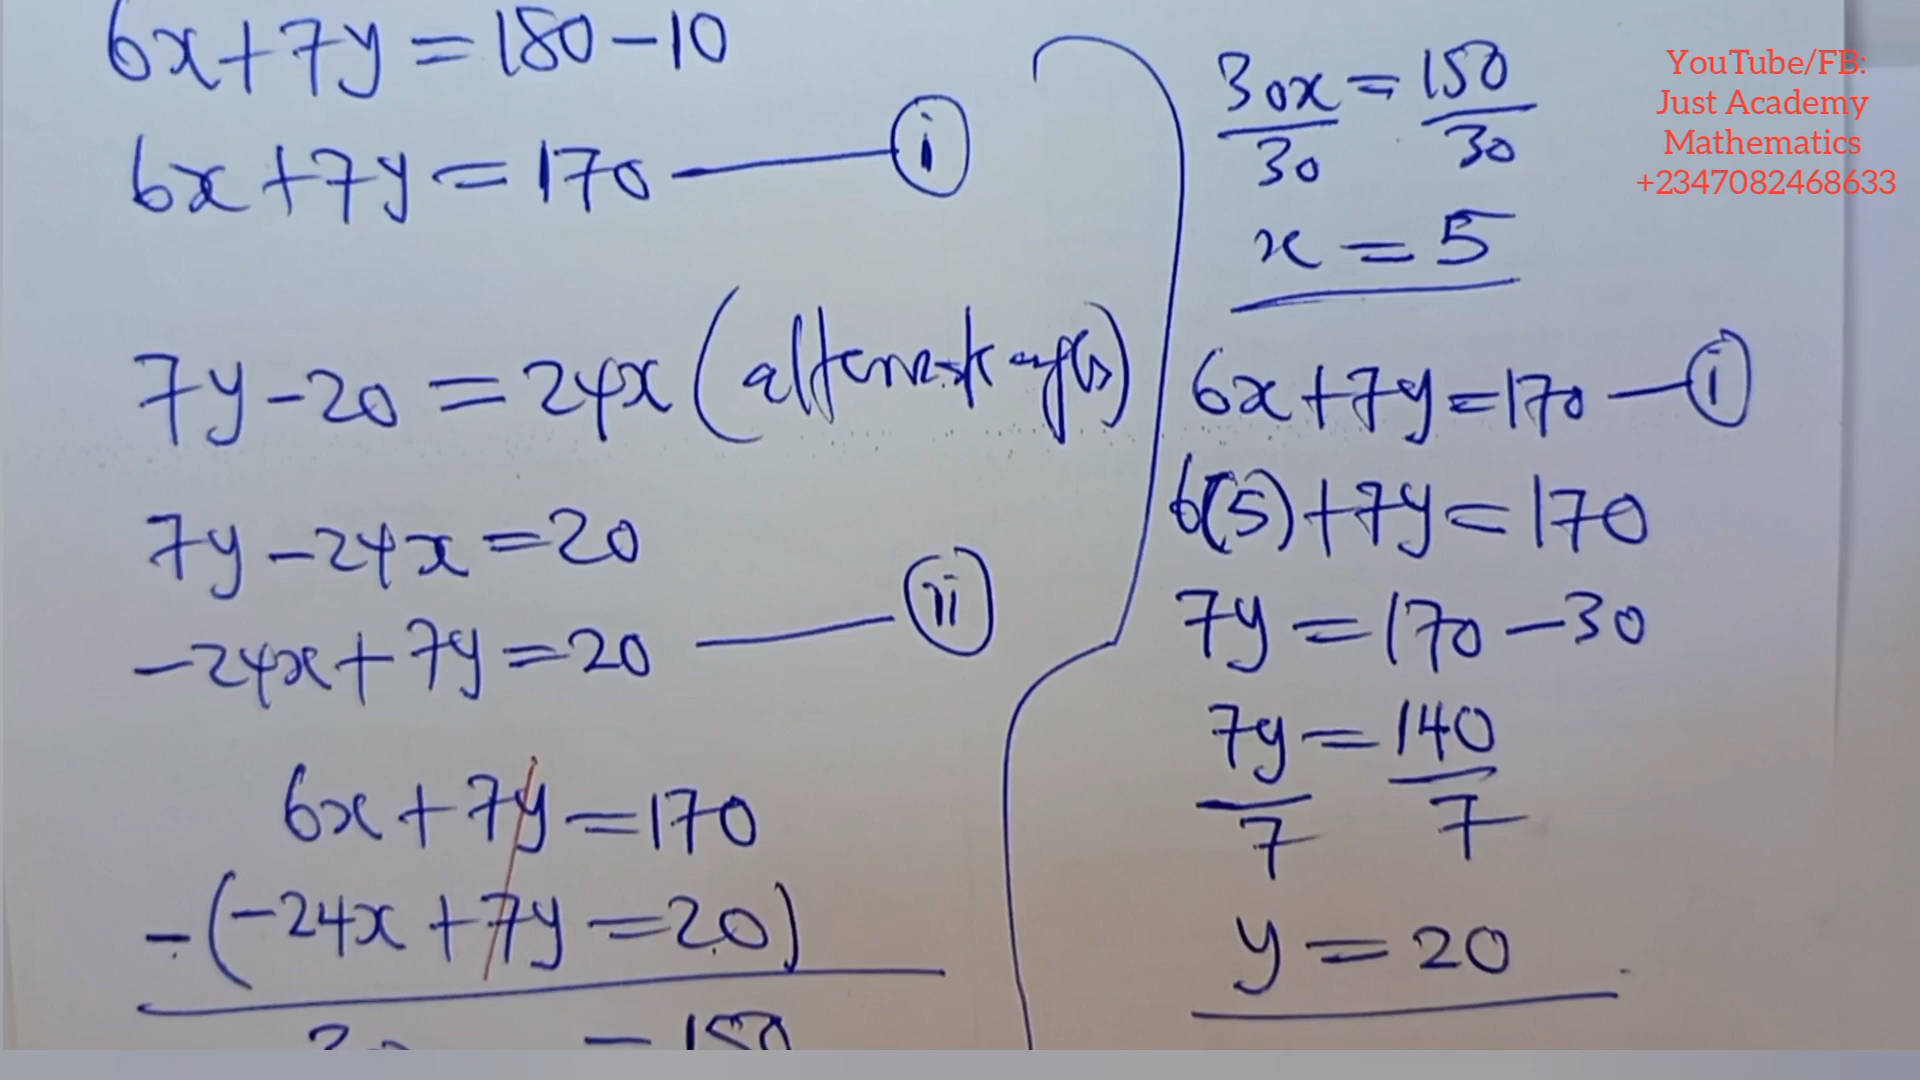 6x+7y=180-10
6x+7y=170 — i
7y-20=24x (alternate angles)
7y-24x=20
-24x+7y=20 — ii
6x+7y=170
-(-24x+7y=20)
30x = 150
30x = 150
30 30
x=5
6x+7y=170 — i
6(5)+7y=170
7y=170-30
7y=140
7 7
y=20
YouTube/FB:
Just Academy
Mathematics
+2347082468633